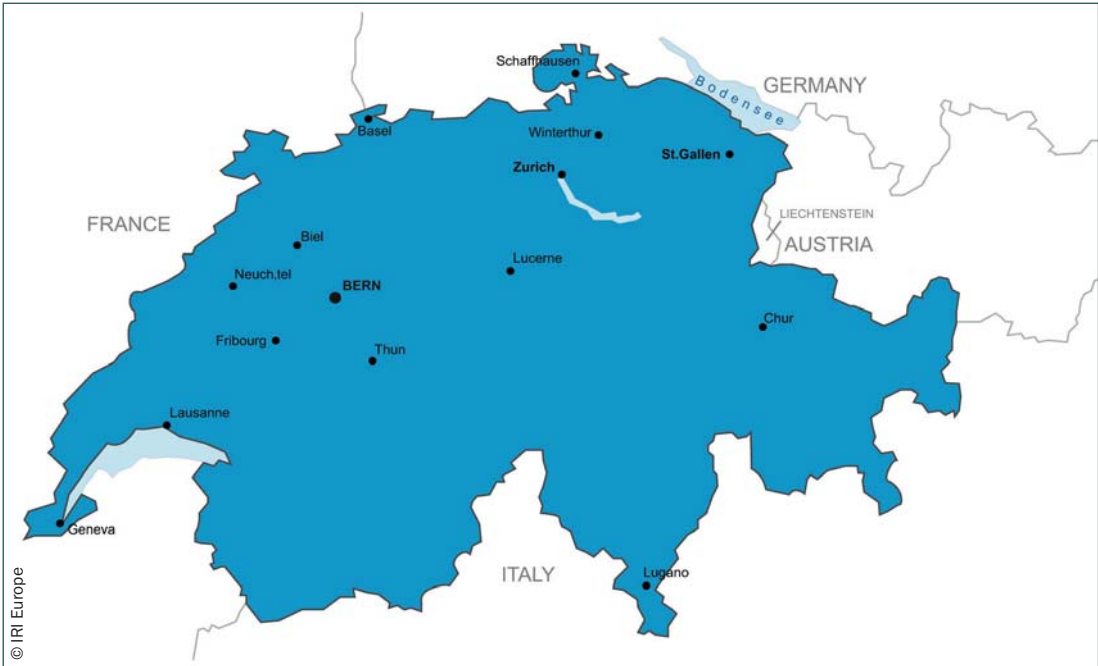 Schaffhausen
GERMANY
Bodensee
Basel
Winterthur
St.Gallen
Zurich
LIECHTENSTEIN
FRANCE
AUSTRIA
Biel
Lucerne
Neuch,tel
BERN
Chur
Fribourg
Thun
Lausanne
Geneva
ITALY
Lugano
© IRI Europe